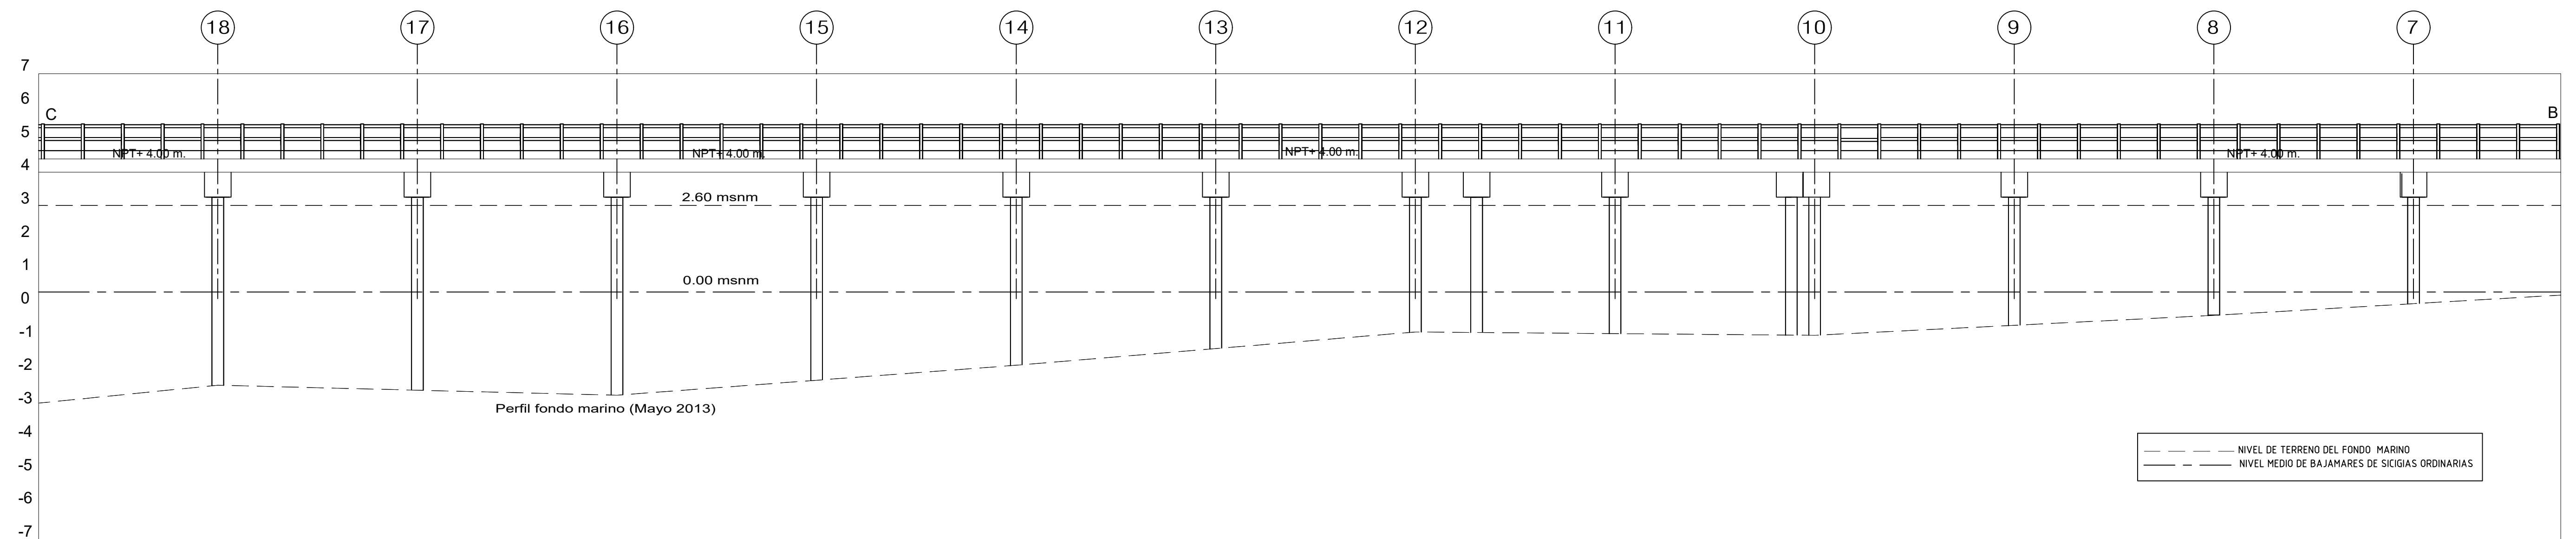 18 17 16 15 14 13 12 11 10 9 8 7
7
6
C B
5
NPT+ 4.00 m. NPT+ 4.00 m. NPT+ 4.00 m. NPT+ 4.00 m.
4
3
2.60 msnm
2
1
0.00 msnm
0
-1
-2
-3
Perfil fondo marino (Mayo 2013)
-4
NIVEL DE TERRENO DEL FONDO MARINO
NIVEL MEDIO DE BAJAMARES DE SICIGIAS ORDINARIAS
-5
-6
-7